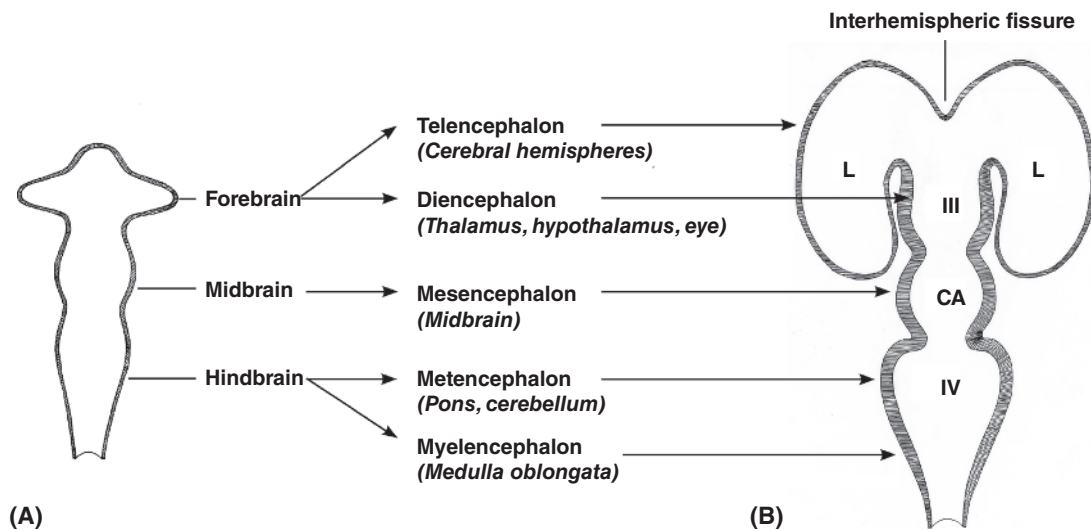 Interhemispheric fissure
Telencephalon
(Cerebral hemispheres)
L
L
Forebrain
Diencephalon
(Thalamus, hypothalamus, eye)
III
Midbrain
Mesencephalon
(Midbrain)
CA
Hindbrain
Metencephalon
(Pons, cerebellum)
IV
Myelencephalon
(Medulla oblongata)
(A)
(B)